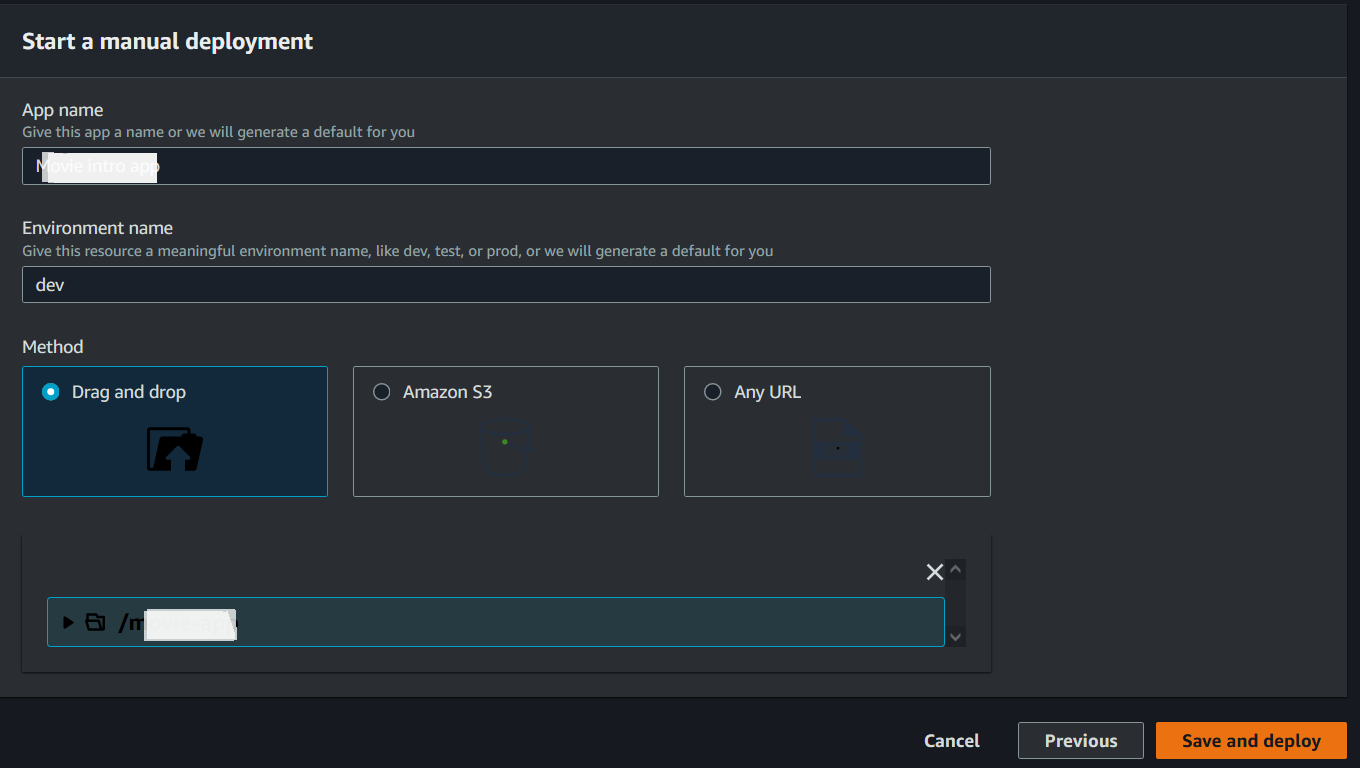 Start a manual deployment
App name
Give this app a name or we will generate a default for you
Movie intro app
Environment name
Give this resource a meaningful environment name, like dev, test, or prod, or we will generate a default for you
dev
Method
Drag and drop
Amazon S3
Any URL
/movie-app
Cancel
Previous
Save and deploy